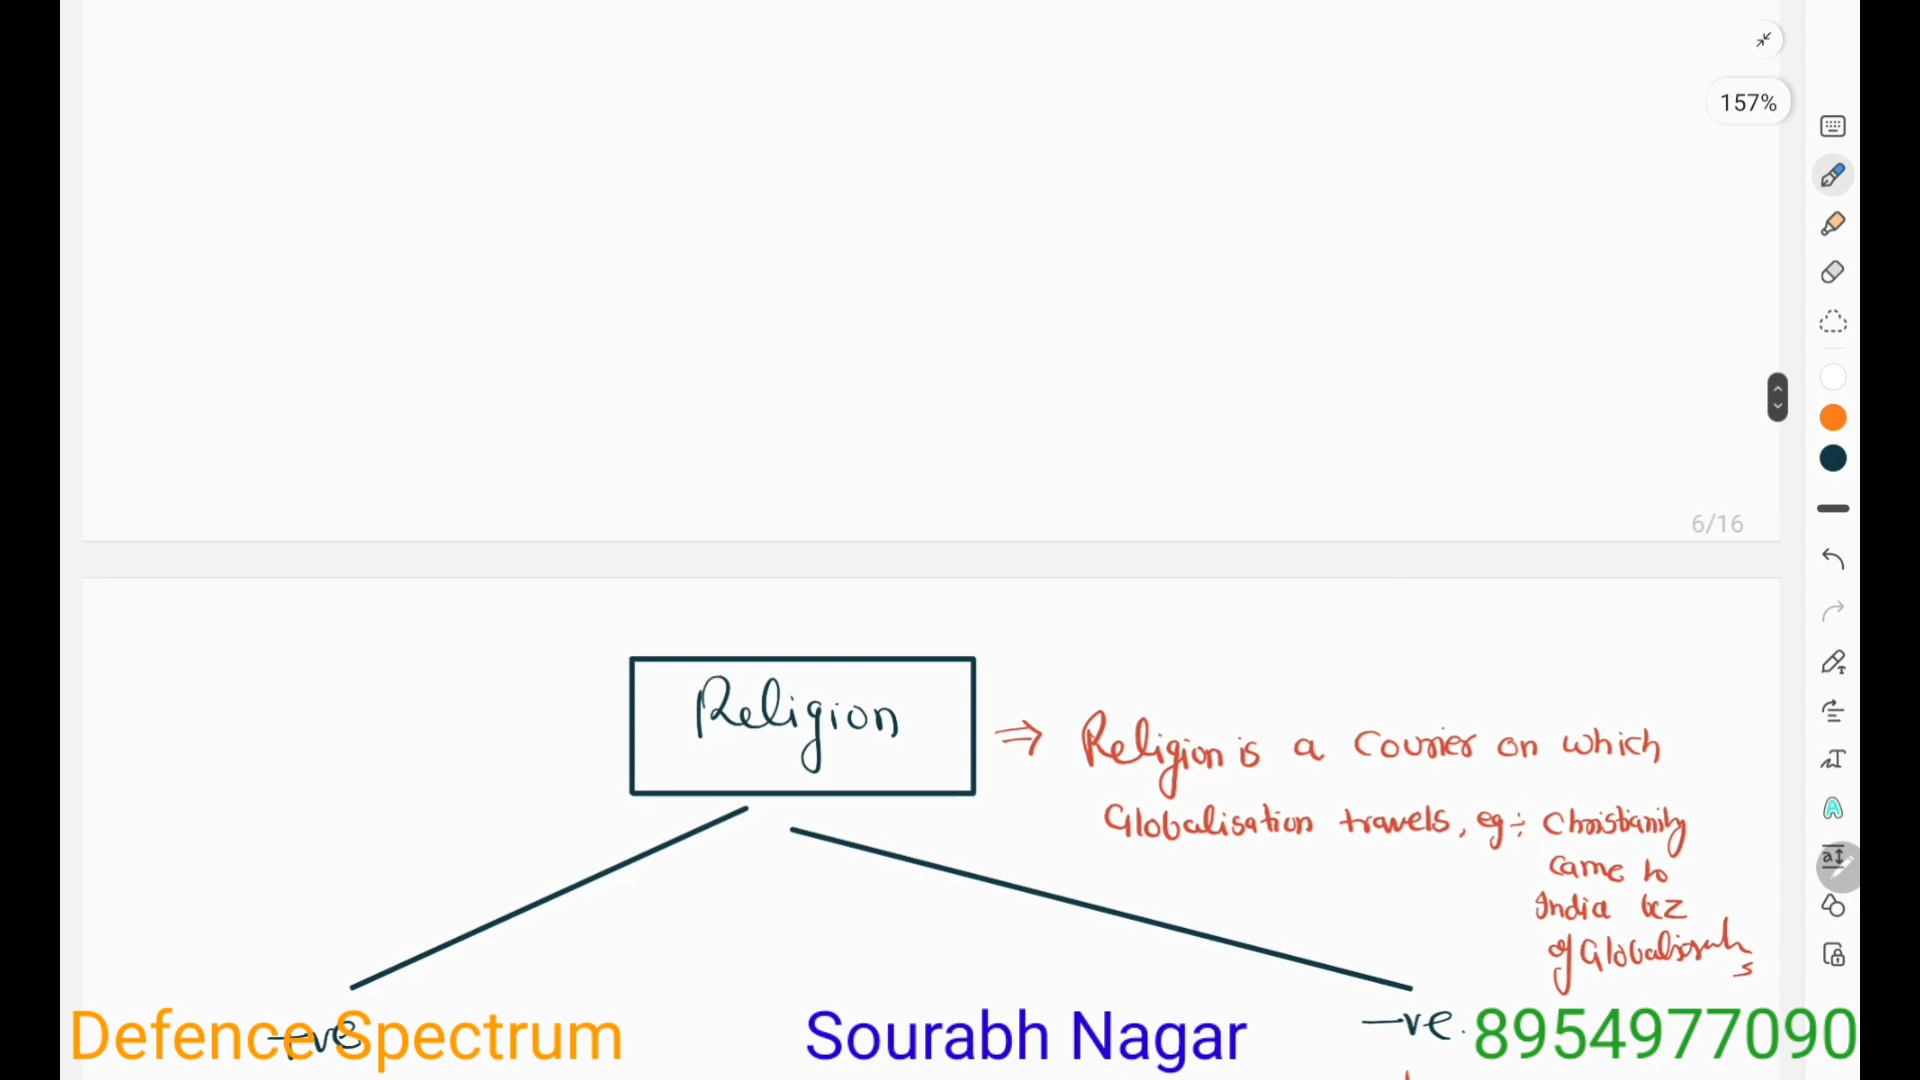 157%
6/16
Religion
⇒ Religion is a Courier on which
Globalisation travels, eg÷ Christianity
came to
India bcz
of Globalisat
s
+ve
-ve.
Defence Spectrum
Sourabh Nagar
8954977090